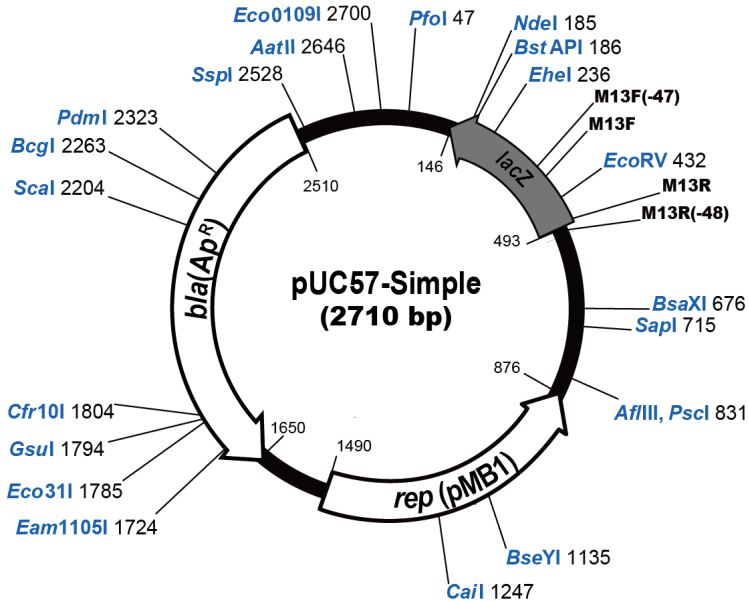 Eco0109I 2700
PfoI 47
AatII 2646
NdeI 185
BstAPI 186
SspI 2528
EheI 236
M13F(-47)
PdmI 2323
M13F
BcgI 2263
EcoRV 432
ScaI 2204
M13R
M13R(-48)
146
lacZ
2510
493
bla(ApR)
pUC57-Simple
(2710 bp)
BsaXI 676
SapI 715
876
AflIII, PscI 831
Cfr10I 1804
GsuI 1794
1650
1490
Eco31I 1785
rep (pMB1)
Eam1105I 1724
BseYI 1135
CaiI 1247